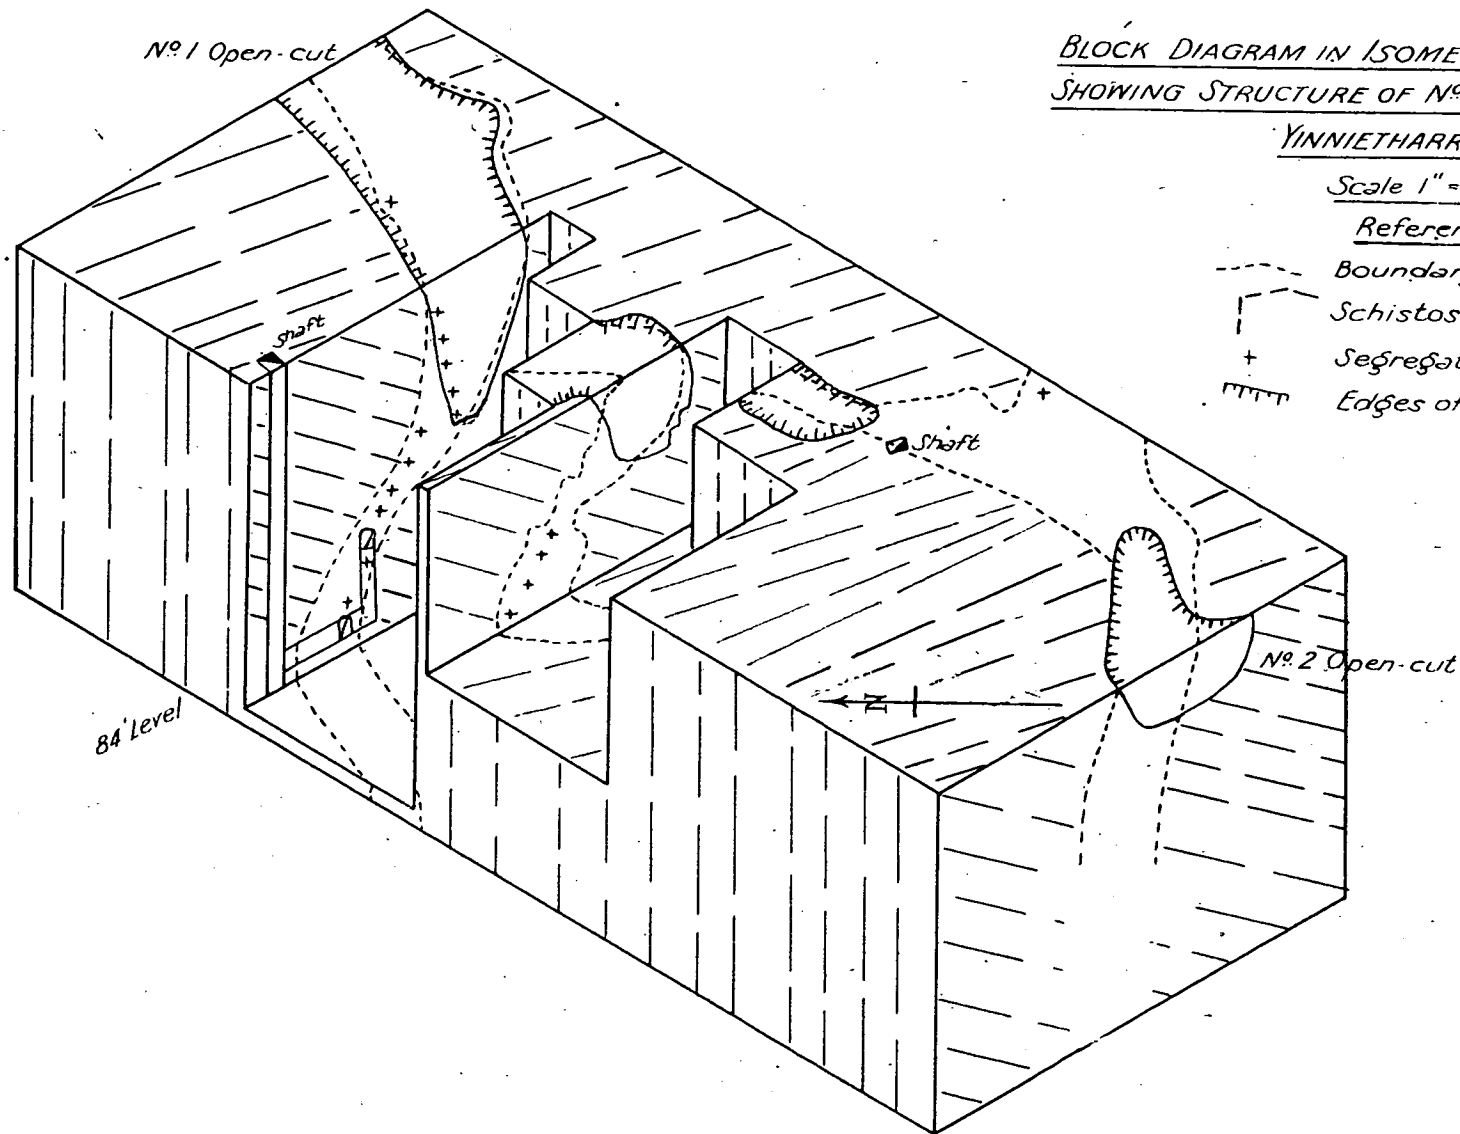 Nº 1 Open-cut
BLOCK DIAGRAM IN ISOME
SHOWING STRUCTURE OF Nº
YINNIETHARR
Scale 1" =
Referen
Boundar
Schistos
Segregat
Edges of
Shaft
Shaft
Nº 2 Open-cut
N
84' Level